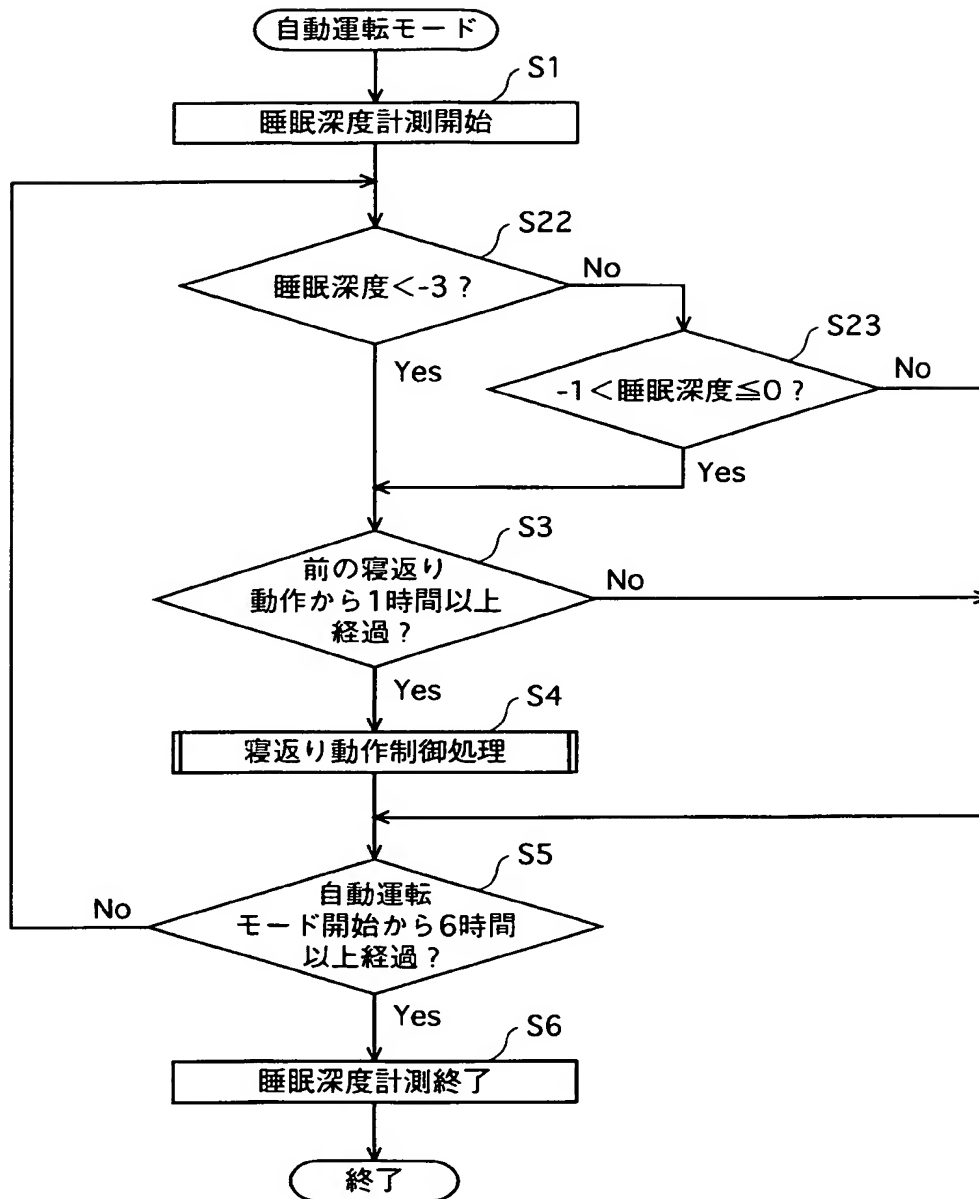 自動運転モード
S1
睡眠深度計測開始
S22
睡眠深度<-3?
No
Yes
S23
-1<睡眠深度≦0?
No
Yes
S3
前の寝返り
動作から1時間以上
経過?
No
Yes
S4
寝返り動作制御処理
S5
自動運転
モード開始から6時間
以上経過?
No
Yes
S6
睡眠深度計測終了
終了